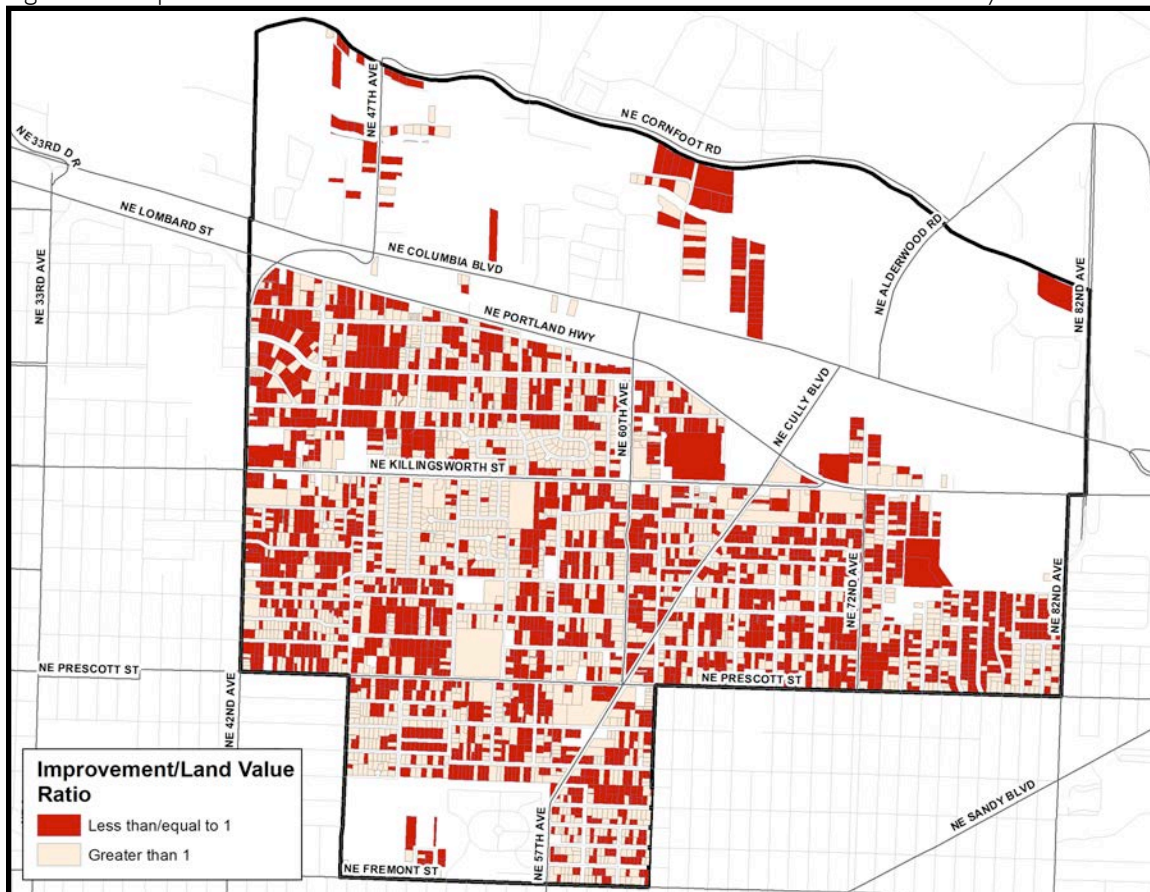 NE 47TH AVE
NE CORNFOOT RD
NE 33RD D R
NE LOMBARD ST
NE ALDERWOOD RD
NE 33RD AVE
NE COLUMBIA BLVD
NE 82ND AVE
NE PORTLAND HWY
NE CULLY BLVD
NE 60TH AVE
NE KILLINGSWORTH ST
NE 72ND AVE
NE 82ND AVE
NE PRESCOTT ST
NE PRESCOTT ST
NE 42ND AVE
Improvement/Land Value
Ratio
Less than/equal to 1
Greater than 1
NE SANDY BLVD
NE 57TH AVE
NE FREMONT ST